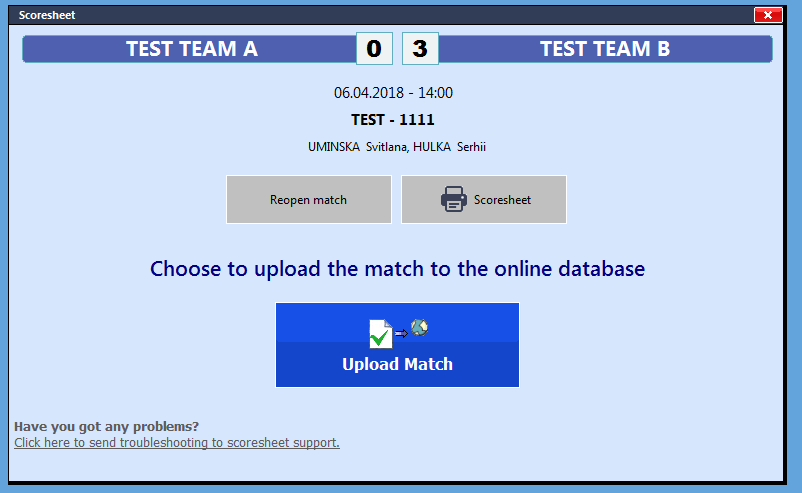 Scoresheet
TEST TEAM A 0 3 TEST TEAM B
06.04.2018 - 14:00
TEST - 1111
UMINSKA Svitlana, HULKA Serhii
Reopen match Scoresheet
Choose to upload the match to the online database
Upload Match
Have you got any problems?
Click here to send troubleshooting to scoresheet support.